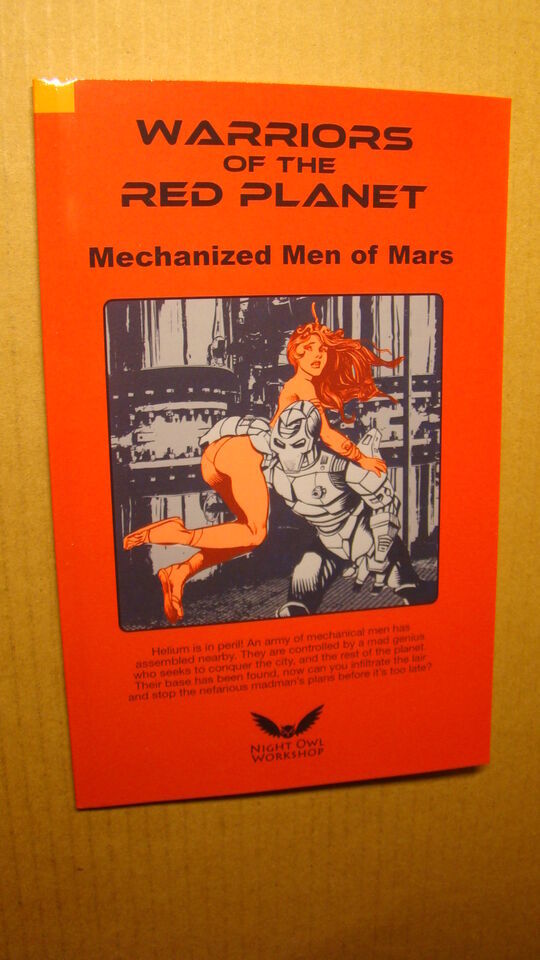 WARRIORS
OF THE
RED PLANET
Mechanized Men of Mars
Helium is in peril! An army of mechanical men has
assembled nearby. They are controlled by a mad genius
who seeks to conquer the city, and the rest of the planet.
Their base has been found, now can you infiltrate the lair
and stop the nefarious madman's plans before it's too late?
NIGHT OWL
WORKSHOP